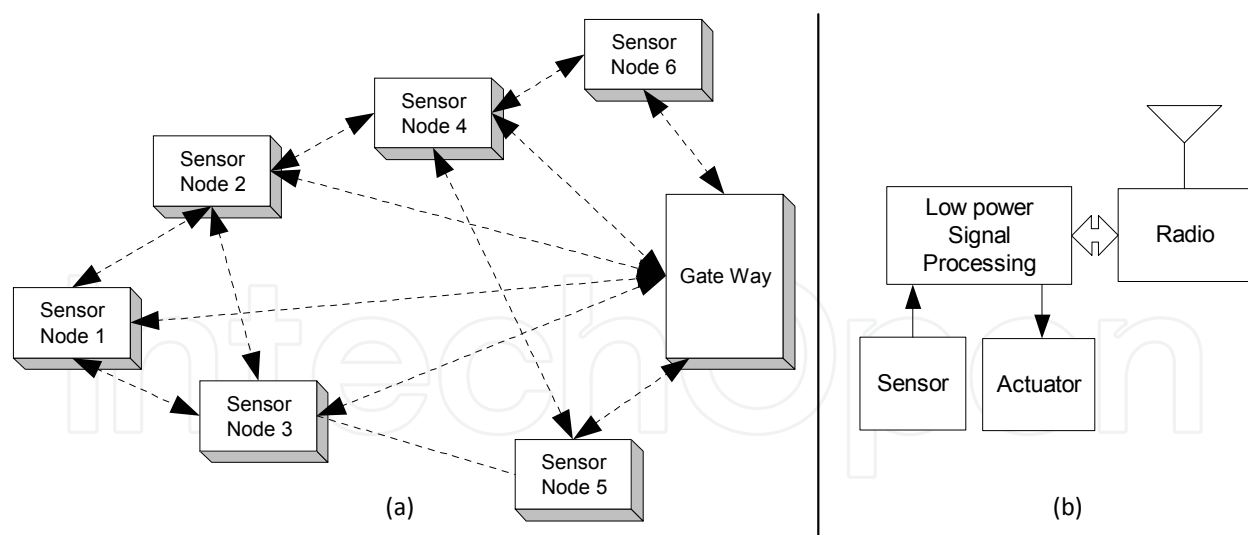 Sensor
Node 6
Sensor
Node 4
Sensor
Node 2
Gate Way
Sensor
Node 1
Sensor
Node 3
Sensor
Node 5
(a)
Low power
Signal
Processing
Radio
Sensor
Actuator
(b)
intechopen